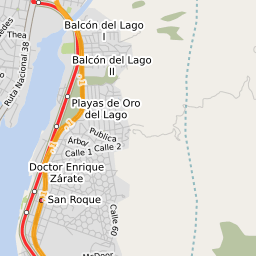 Balcón del Lago
I
Thea
Balcón del Lago
II
Ruta Nacional 38
Playas de Oro
del Lago
Publica
Calle 2
Calle 1
Doctor Enrique
Zárate
San Roque
Calle 60